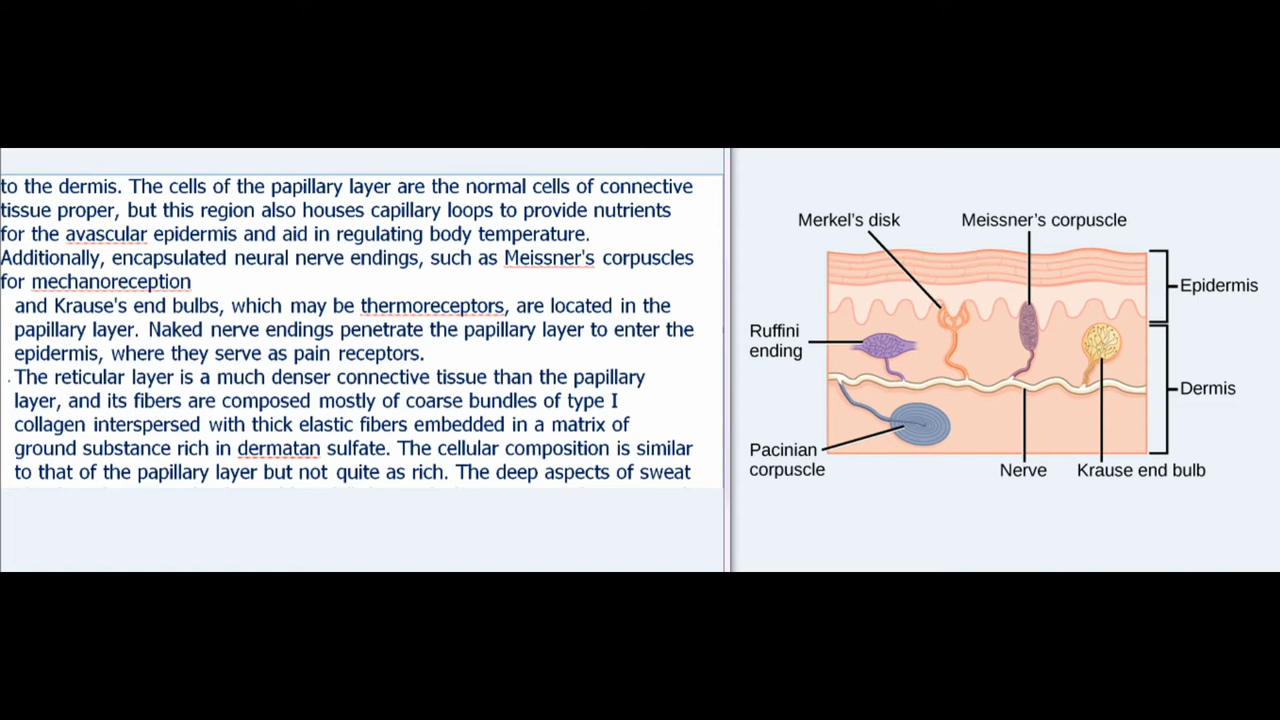 to the dermis. The cells of the papillary layer are the normal cells of connective
tissue proper, but this region also houses capillary loops to provide nutrients
for the avascular epidermis and aid in regulating body temperature.
Additionally, encapsulated neural nerve endings, such as Meissner's corpuscles
for mechanoreception
and Krause's end bulbs, which may be thermoreceptors, are located in the
papillary layer. Naked nerve endings penetrate the papillary layer to enter the
epidermis, where they serve as pain receptors.
The reticular layer is a much denser connective tissue than the papillary
layer, and its fibers are composed mostly of coarse bundles of type I
collagen interspersed with thick elastic fibers embedded in a matrix of
ground substance rich in dermatan sulfate. The cellular composition is similar
to that of the papillary layer but not quite as rich. The deep aspects of sweat
Merkel's disk
Meissner's corpuscle
Epidermis
Ruffini
ending
Dermis
Pacinian
corpuscle
Nerve
Krause end bulb